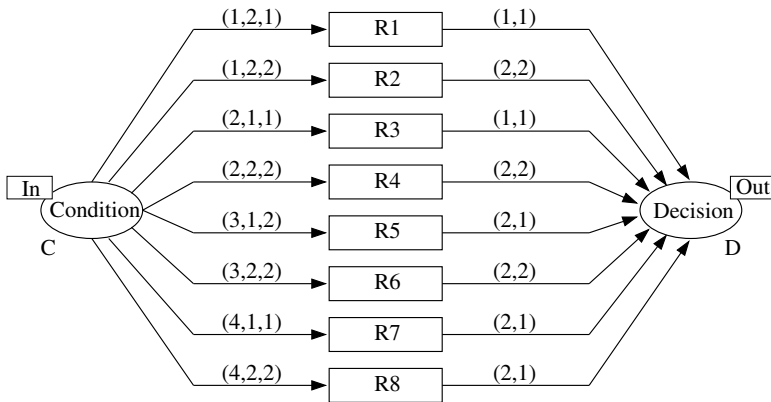 (1,2,1) R1 (1,1)
(1,2,2) R2 (2,2)
(2,1,1) R3 (1,1)
(2,2,2) R4 (2,2)
In Out
Condition Decision
C (3,1,2) R5 (2,1) D
(3,2,2) R6 (2,2)
(4,1,1) R7 (2,1)
(4,2,2) R8 (2,1)